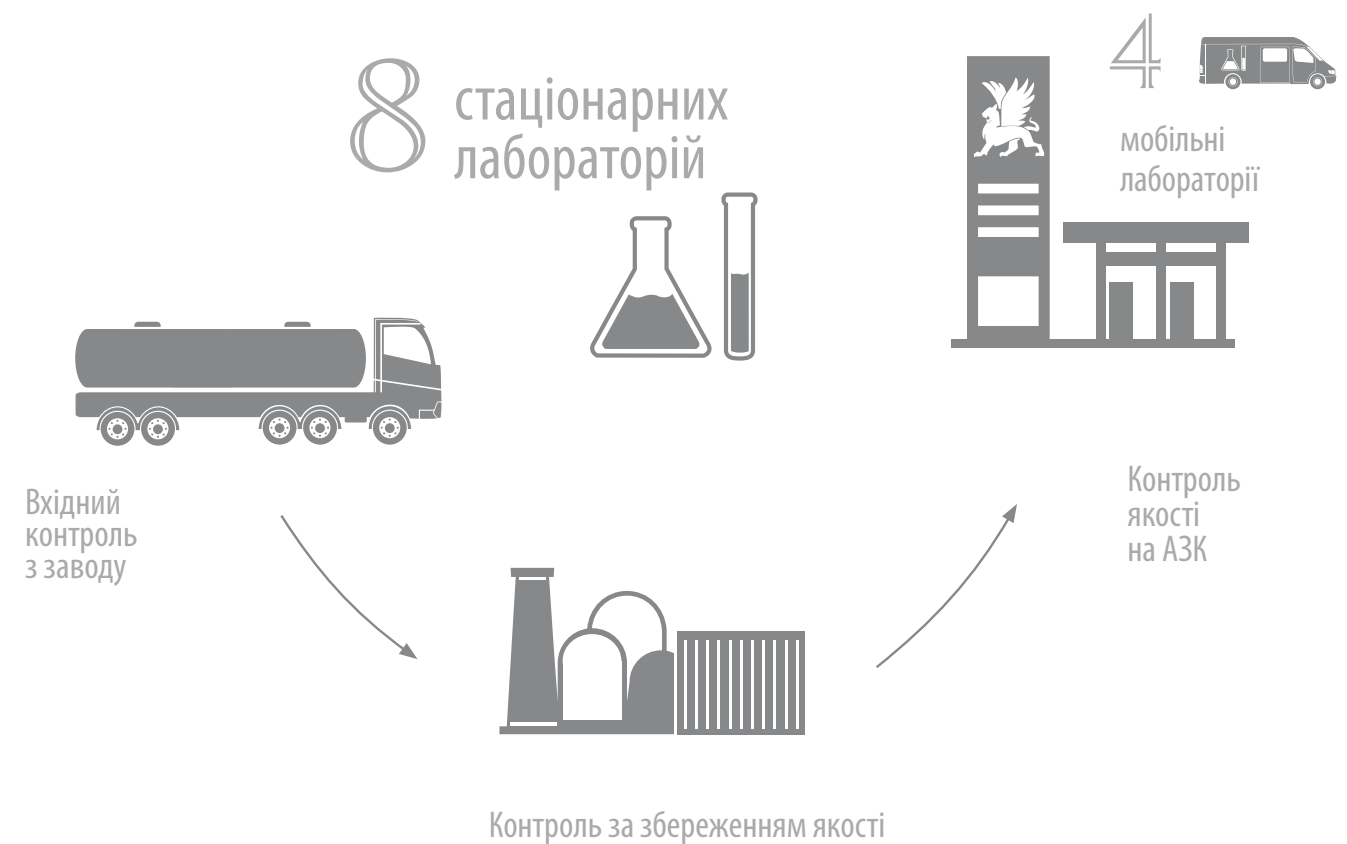 8
стаціонарних
лабораторій
4
мобільні
лабораторії
Вхідний
контроль
з заводу
Контроль
якості
на АЗК
Контроль за збереженням якості